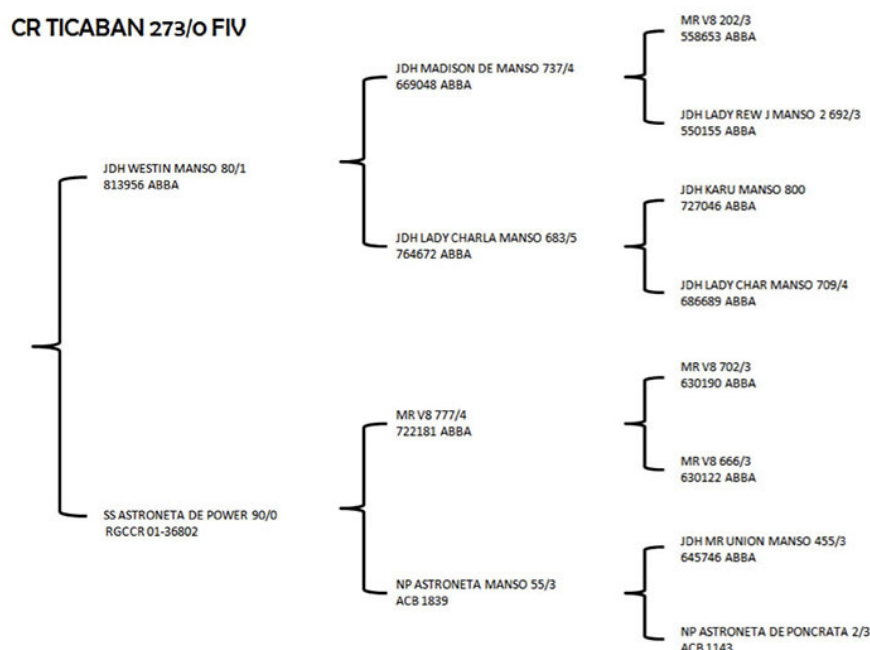 CR TICABAN 273/0 FIV
JDH WESTIN MANSO 80/1
813956 ABBA
SS ASTRONETA DE POWER 90/0
RGCCR 01-36802
JDH MADISON DE MANSO 737/4
669048 ABBA
JDH LADY CHARLA MANSO 683/5
764672 ABBA
MR V8 777/4
722181 ABBA
NP ASTRONETA MANSO 55/3
ACB 1839
MR V8 202/3
558653 ABBA
JDH LADY REW J MANSO 2 692/3
550155 ABBA
JDH KARU MANSO 800
727046 ABBA
JDH LADY CHAR MANSO 709/4
686689 ABBA
MR V8 702/3
630190 ABBA
MR V8 666/3
630122 ABBA
JDH MR UNION MANSO 455/3
645746 ABBA
NP ASTRONETA DE PONCRATA 2/3
ACB 1143